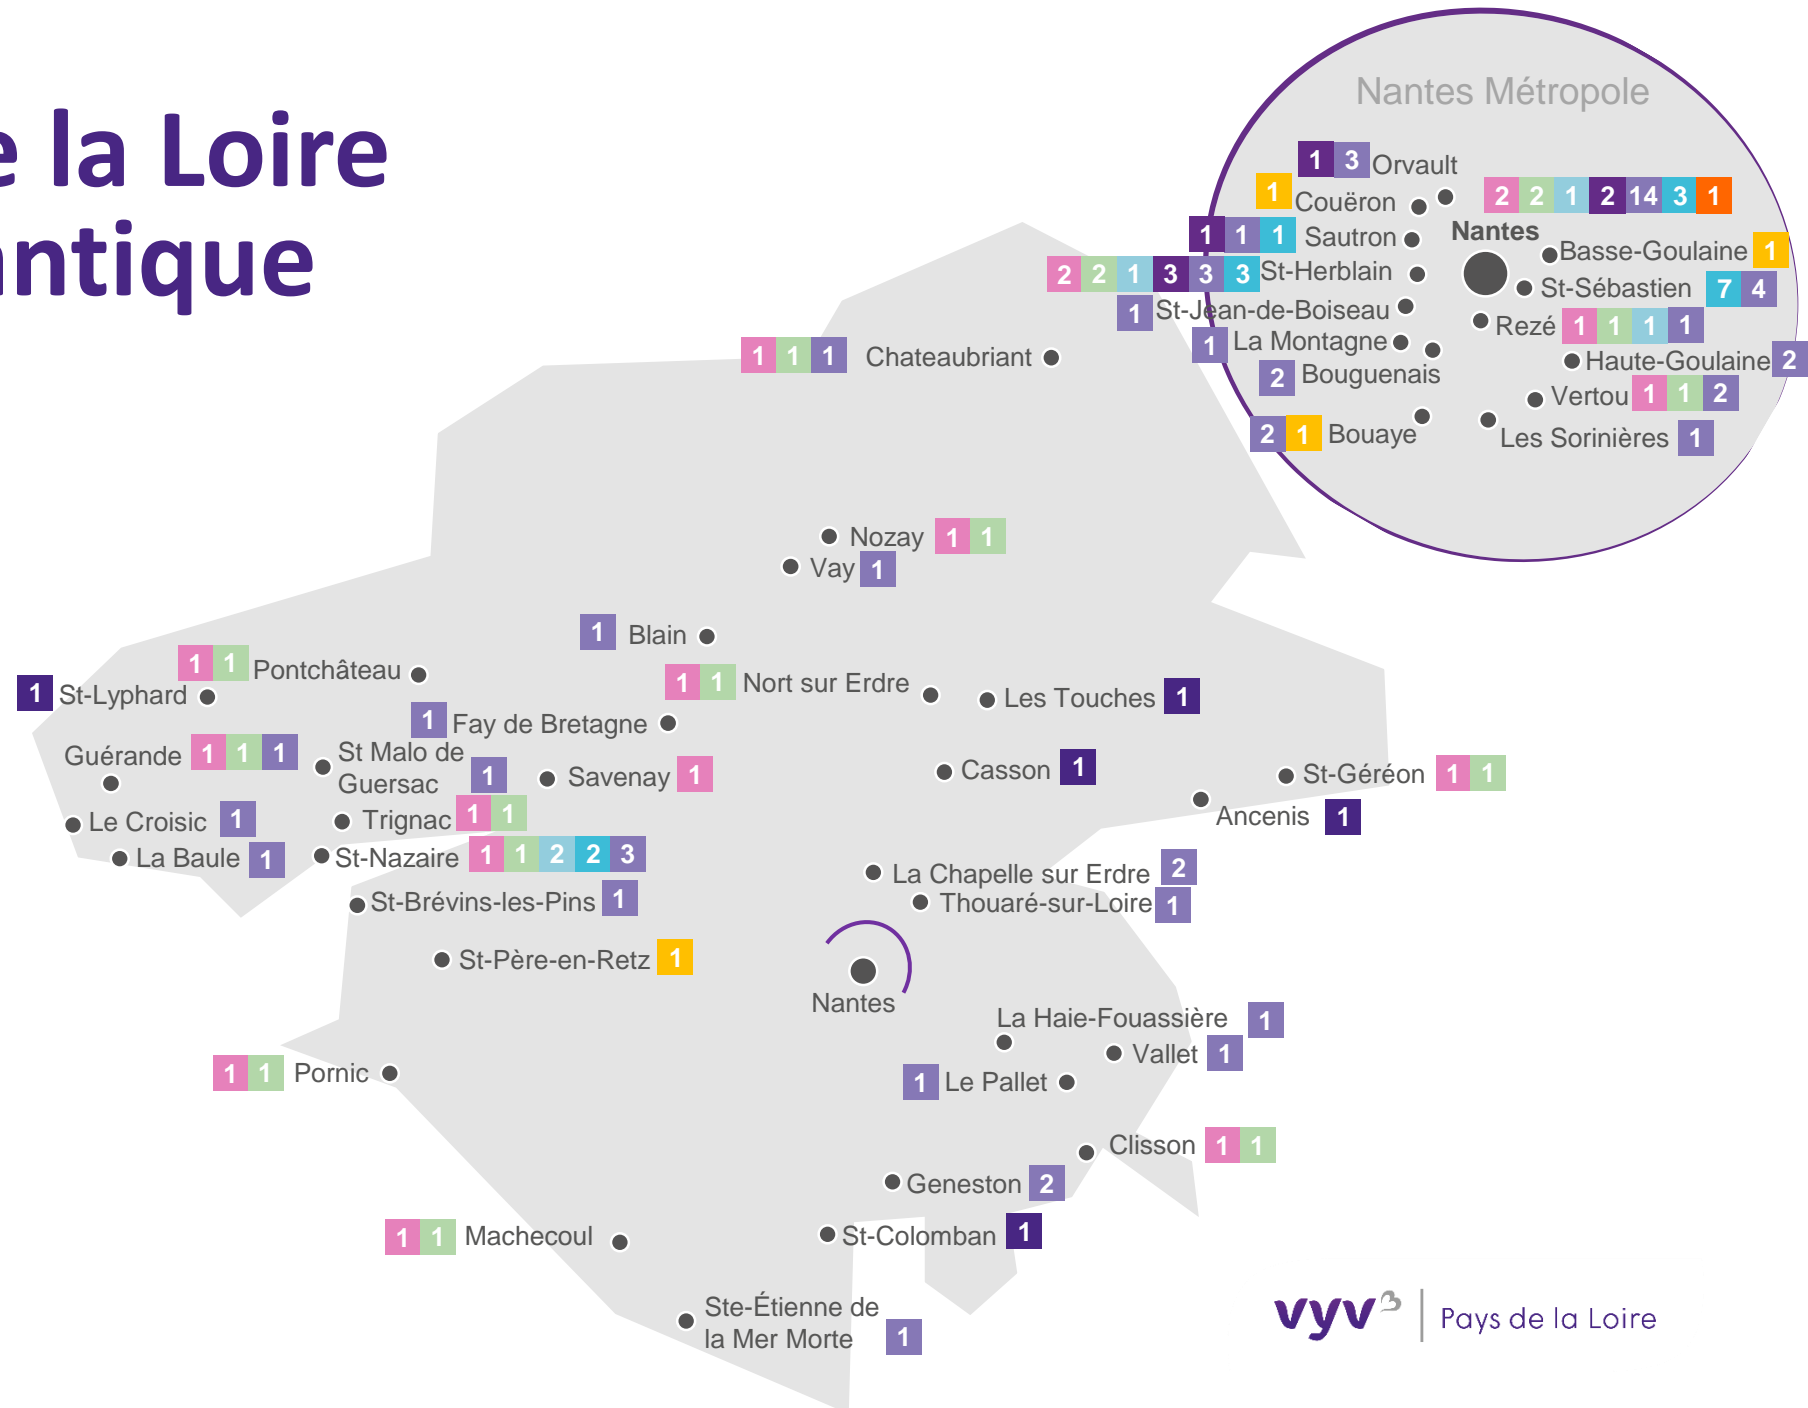 e la Loire
antique
Nantes Métropole
1 3 Orvault
1 Couëron
2 2 1 2 14 3 1
Nantes
1 1 1 Sautron
Basse-Goulaine 1
2 2 1 3 3 3 St-Herblain
St-Sébastien 7 4
1 St-Jean-de-Boiseau
Rezé 1 1 1 1
1 La Montagne
Haute-Goulaine 2
2 Bouguenais
Vertou 1 1 2
2 1 Bouaye
Les Sorinières 1
1 1 1 Chateaubriant
Nozay 1 1
Vay 1
1 Blain
1 1 Pontchâteau
1 1 Nort sur Erdre
1 St-Lyphard
Les Touches 1
1 Fay de Bretagne
Guérande 1 1 1
St Malo de
Guersac 1
Savenay 1
Casson 1
St-Géréon 1 1
Le Croisic 1
Trignac 1 1
Ancenis 1
La Baule 1
St-Nazaire 1 1 2 2 3
La Chapelle sur Erdre 2
St-Brévins-les-Pins 1
Thouaré-sur-Loire 1
St-Père-en-Retz 1
Nantes
La Haie-Fouassière 1
Vallet 1
1 1 Pornic
1 Le Pallet
Clisson 1 1
Geneston 2
1 1 Machecoul
St-Colomban 1
Ste-Étienne de
la Mer Morte 1
vyv3 Pays de la Loire